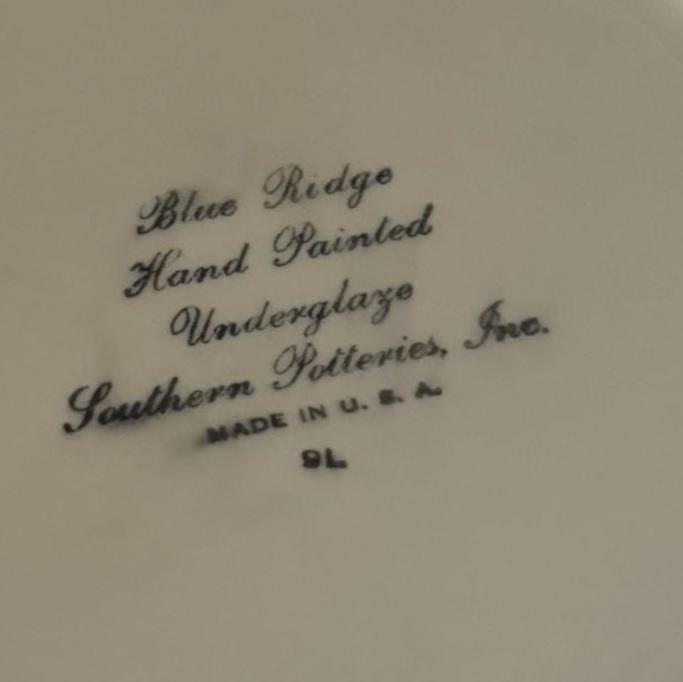 Blue Ridge
Hand Painted
Underglaze
Southern Potteries, Inc.
MADE IN U. S. A.
9L